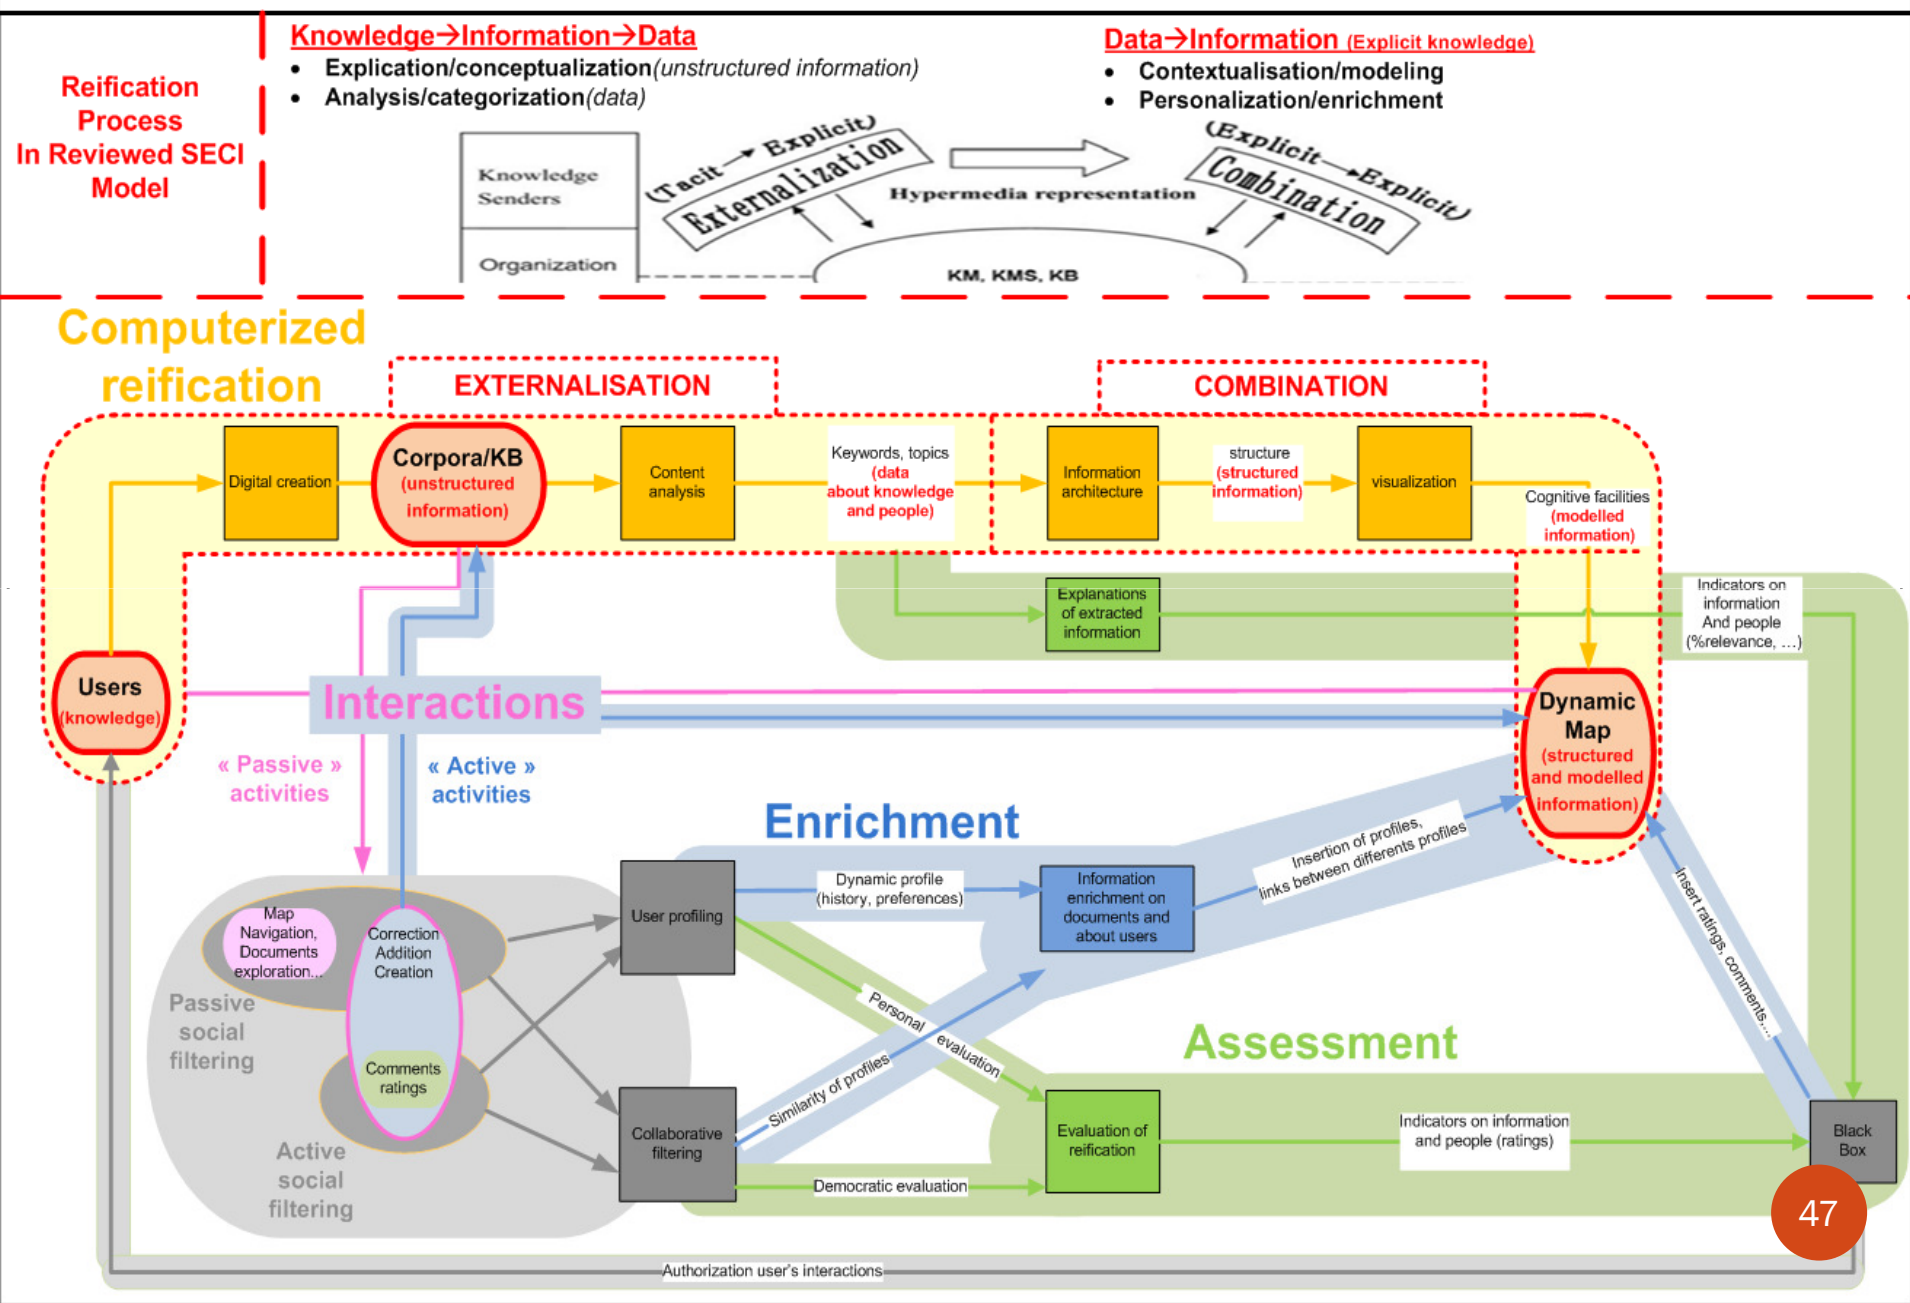 Reification
Process
In Reviewed SECI
Model
Knowledge→Information→Data
• Explication/conceptualization(unstructured information)
• Analysis/categorization(data)
Data→Information (Explicit knowledge)
• Contextualisation/modeling
• Personalization/enrichment
Knowledge
Senders
Organization
(Tacit → Explicit)
Externalization
Hypermedia representation
(Explicit → Explicit)
Combination
KM, KMS, KB
Computerized
reification
EXTERNALISATION
COMBINATION
Digital creation
Corpora/KB
(unstructured
information)
Content
analysis
Keywords, topics
(data
about knowledge
and people)
Information
architecture
structure
(structured
information)
visualization
Cognitive facilities
(modelled
information)
Explanations
of extracted
information
Indicators on
information
And people
(%relevance, ...)
Users
(knowledge)
Interactions
Dynamic
Map
(structured
and modelled
information)
« Passive »
activities
« Active »
activities
Enrichment
Map
Navigation,
Documents
exploration...
Correction
Addition
Creation
Passive
social
filtering
Comments
ratings
Active
social
filtering
User profiling
Dynamic profile
(history, preferences)
Information
enrichment on
documents and
about users
Insertion of profiles,
links between differents profiles
Insert ratings, comments,...
Personal evaluation
Similarity of profiles
Assessment
Collaborative
filtering
Democratic evaluation
Evaluation of
reification
Indicators on information
and people (ratings)
Black
Box
47
Authorization user's interactions